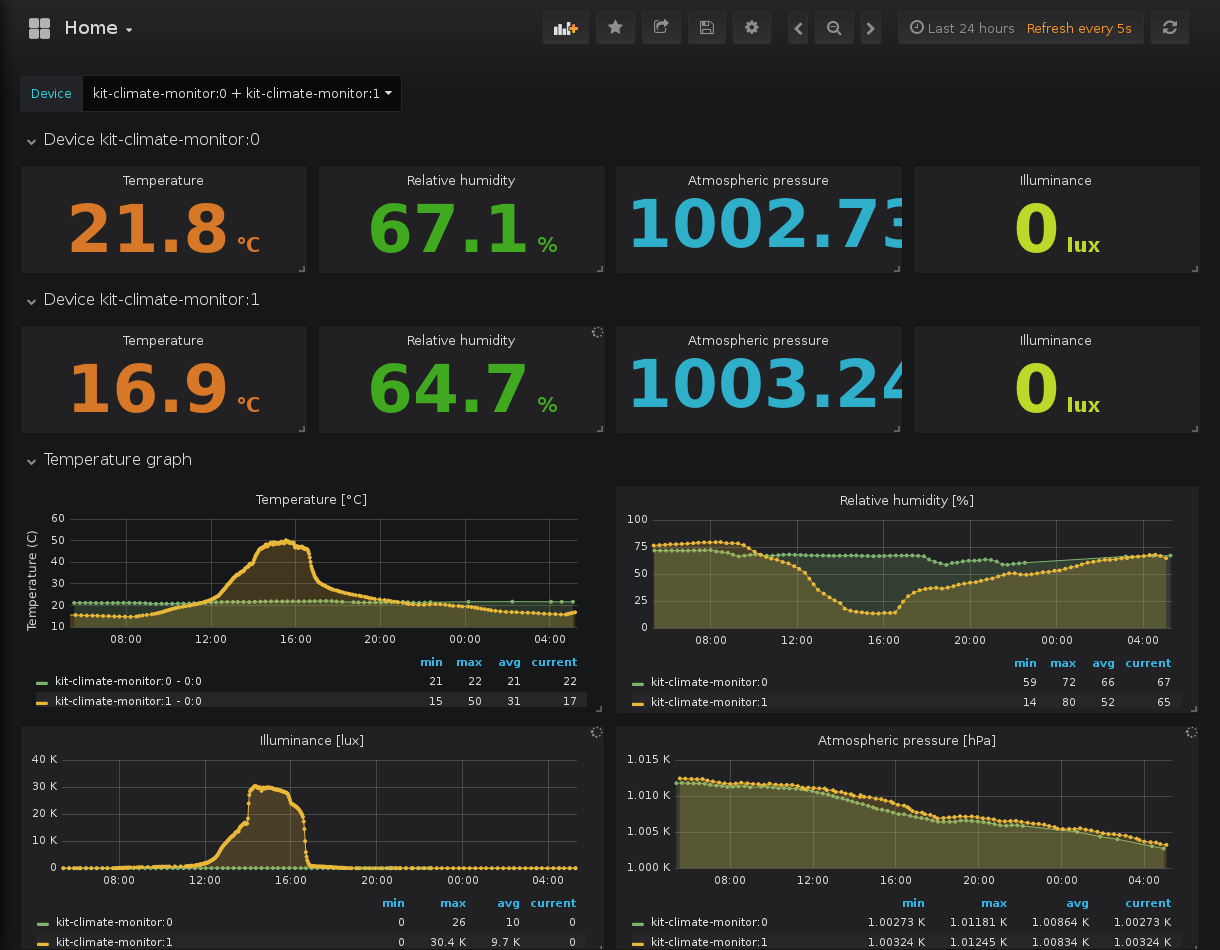 Home
Last 24 hours Refresh every 5s
Device kit-climate-monitor:0 + kit-climate-monitor:1
Device kit-climate-monitor:0
Temperature Relative humidity Atmospheric pressure Illuminance
21.8 °C 67.1 % 1002.73 0 lux
Device kit-climate-monitor:1
Temperature Relative humidity Atmospheric pressure Illuminance
16.9 °C 64.7 % 1003.24 0 lux
Temperature graph
Temperature [°C]
Temperature (C)
60
50
40
30
20
10
08:00 12:00 16:00 20:00 00:00 04:00
min max avg current
kit-climate-monitor:0 - 0:0 21 22 21 22
kit-climate-monitor:1 - 0:0 15 50 31 17
Relative humidity [%]
100
75
50
25
0
08:00 12:00 16:00 20:00 00:00 04:00
min max avg current
kit-climate-monitor:0 59 72 66 67
kit-climate-monitor:1 14 80 52 65
Illuminance [lux]
40 K
30 K
20 K
10 K
0
08:00 12:00 16:00 20:00 00:00 04:00
min max avg current
kit-climate-monitor:0 0 26 10 0
kit-climate-monitor:1 0 30.4 K 9.7 K 0
Atmospheric pressure [hPa]
1.015 K
1.010 K
1.005 K
1.000 K
08:00 12:00 16:00 20:00 00:00 04:00
min max avg current
kit-climate-monitor:0 1.00273 K 1.01181 K 1.00864 K 1.00273 K
kit-climate-monitor:1 1.00324 K 1.01245 K 1.00834 K 1.00324 K